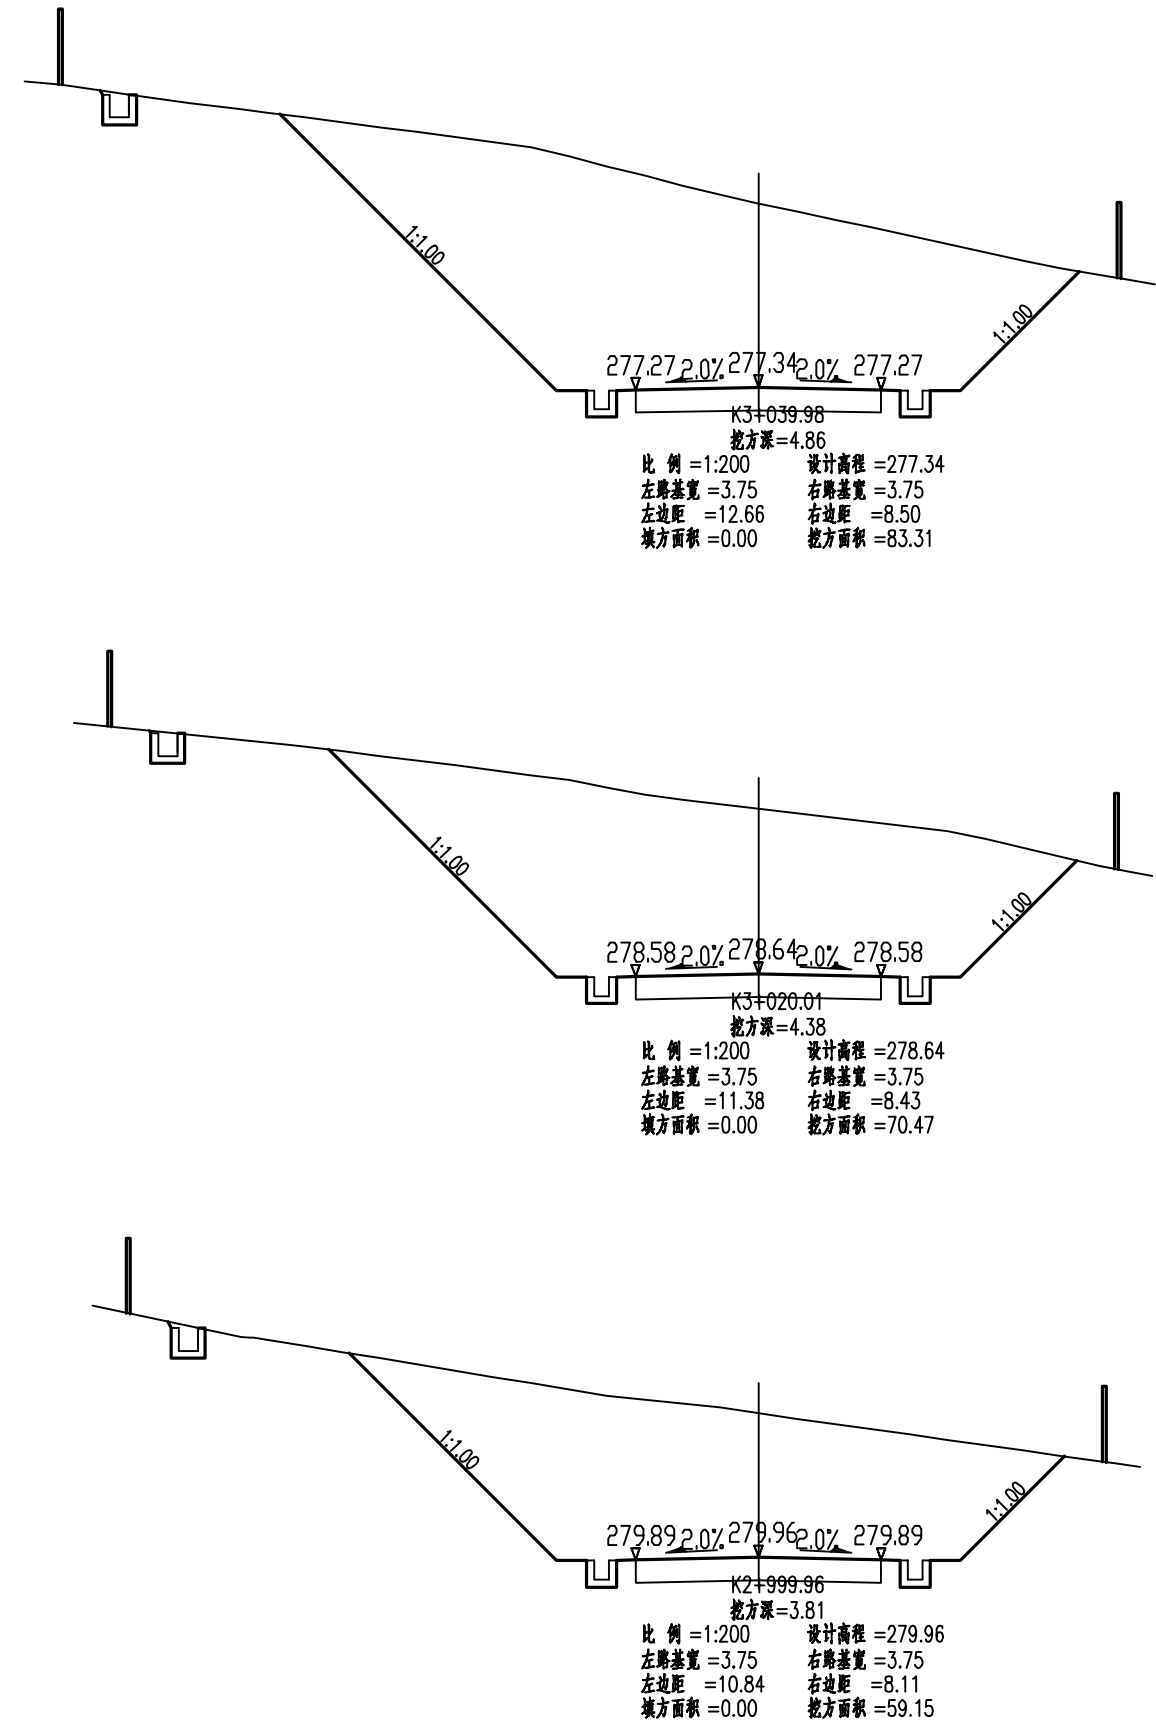 1:1.00
1:1.00
277.27 2.0% 277.34 2.0% 277.27
K3+039.98
挖方深=4.86
比 例 =1:200 设计高程 =277.34
左路基宽 =3.75 右路基宽 =3.75
左边距 =12.66 右边距 =8.50
填方面积 =0.00 挖方面积 =83.31
1:1.00
1:1.00
278.58 2.0% 278.64 2.0% 278.58
K3+020.01
挖方深=4.38
比 例 =1:200 设计高程 =278.64
左路基宽 =3.75 右路基宽 =3.75
左边距 =11.38 右边距 =8.43
填方面积 =0.00 挖方面积 =70.47
1:1.00
1:1.00
279.89 2.0% 279.96 2.0% 279.89
K2+999.96
挖方深=3.81
比 例 =1:200 设计高程 =279.96
左路基宽 =3.75 右路基宽 =3.75
左边距 =10.84 右边距 =8.11
填方面积 =0.00 挖方面积 =59.15